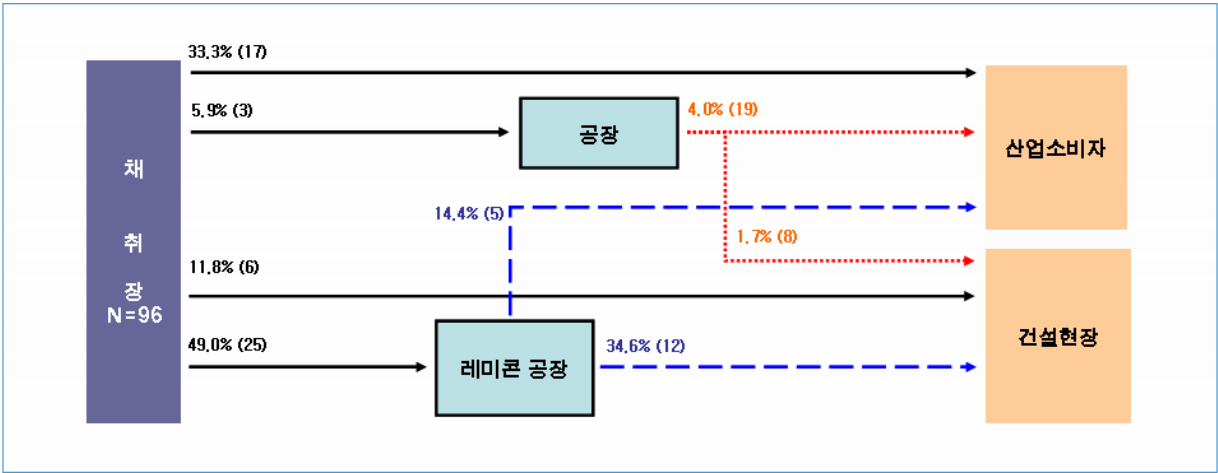 33.3% (17)
5.9% (3)
공장
4.0% (19)
산업소비자
채
취
장
N=96
14.4% (5)
1.7% (8)
11.8% (6)
49.0% (25)
레미콘 공장
34.6% (12)
건설현장